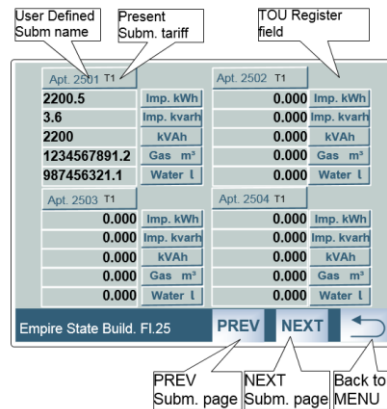 User Defined
Subm name
Present
Subm. tariff
TOU Register
field
Apt. 2501 T1
2200.5 Imp. kWh
3.6 Imp. kvarh
2200 kVAh
1234567891.2 Gas m³
987456321.1 Water l
Apt. 2502 T1
0.000 Imp. kWh
0.000 Imp. kvarh
0.000 kVAh
0.000 Gas m³
0.000 Water l
Apt. 2503 T1
0.000 Imp. kWh
0.000 Imp. kvarh
0.000 kVAh
0.000 Gas m³
0.000 Water l
Apt. 2504 T1
0.000 Imp. kWh
0.000 Imp. kvarh
0.000 kVAh
0.000 Gas m³
0.000 Water l
Empire State Build. Fl.25
PREV
NEXT
PREV
Subm. page
NEXT
Subm. page
Back to
MENU